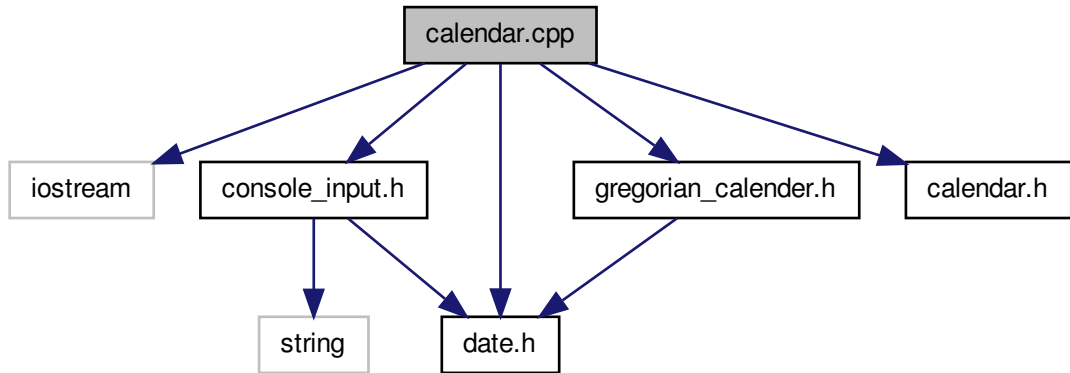 calendar.cpp
iostream
console_input.h
gregorian_calender.h
calendar.h
string
date.h